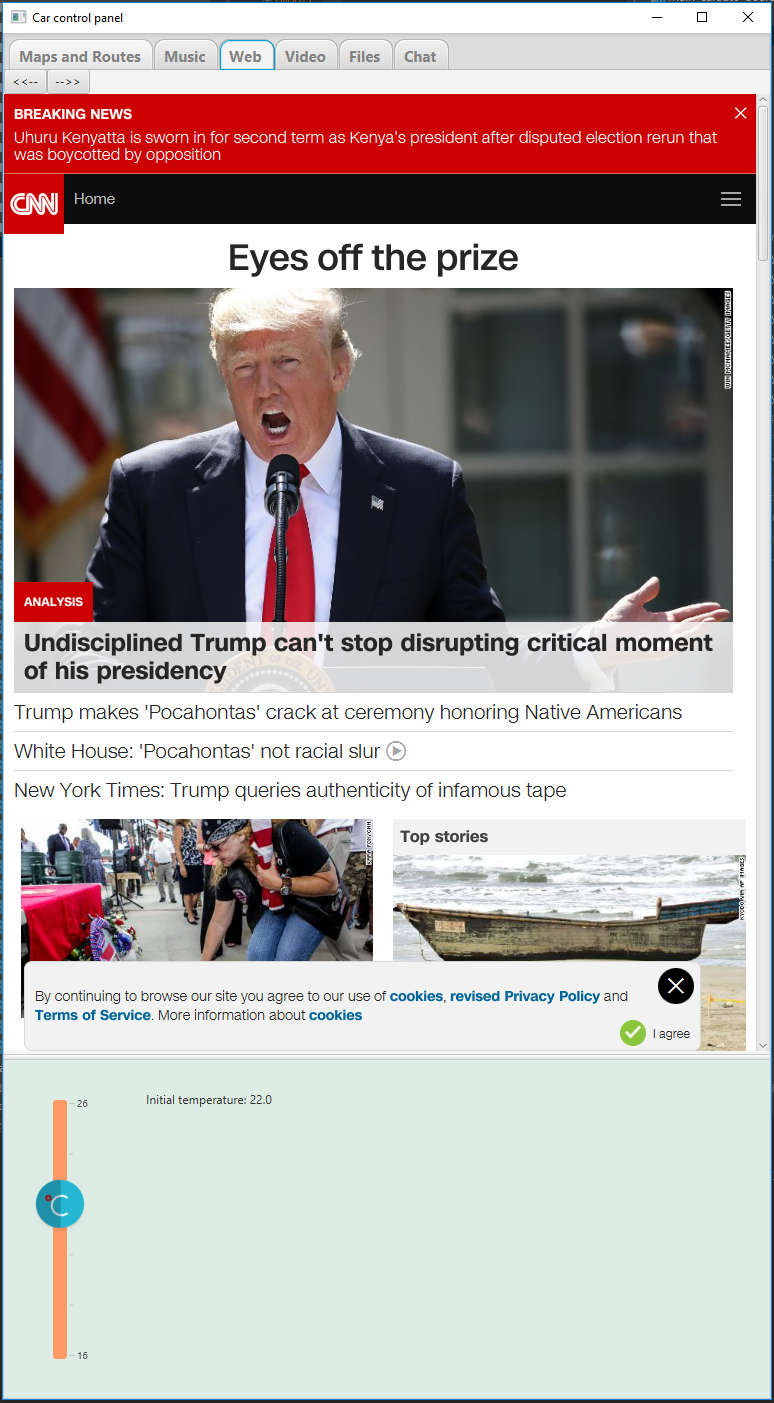 Car control panel
Maps and Routes
Music
Web
Video
Files
Chat
<<--
-->>
BREAKING NEWS
Uhuru Kenyatta is sworn in for second term as Kenya's president after disputed election rerun that
was boycotted by opposition
CNN
Home
Eyes off the prize
WIN MCNAMEE/GETTY IMAGES
ANALYSIS
Undisciplined Trump can't stop disrupting critical moment
of his presidency
Trump makes 'Pocahontas' crack at ceremony honoring Native Americans
White House: 'Pocahontas' not racial slur
New York Times: Trump queries authenticity of infamous tape
Top stories
By continuing to browse our site you agree to our use of cookies, revised Privacy Policy and
Terms of Service. More information about cookies
I agree
26
Initial temperature: 22.0
°C
16